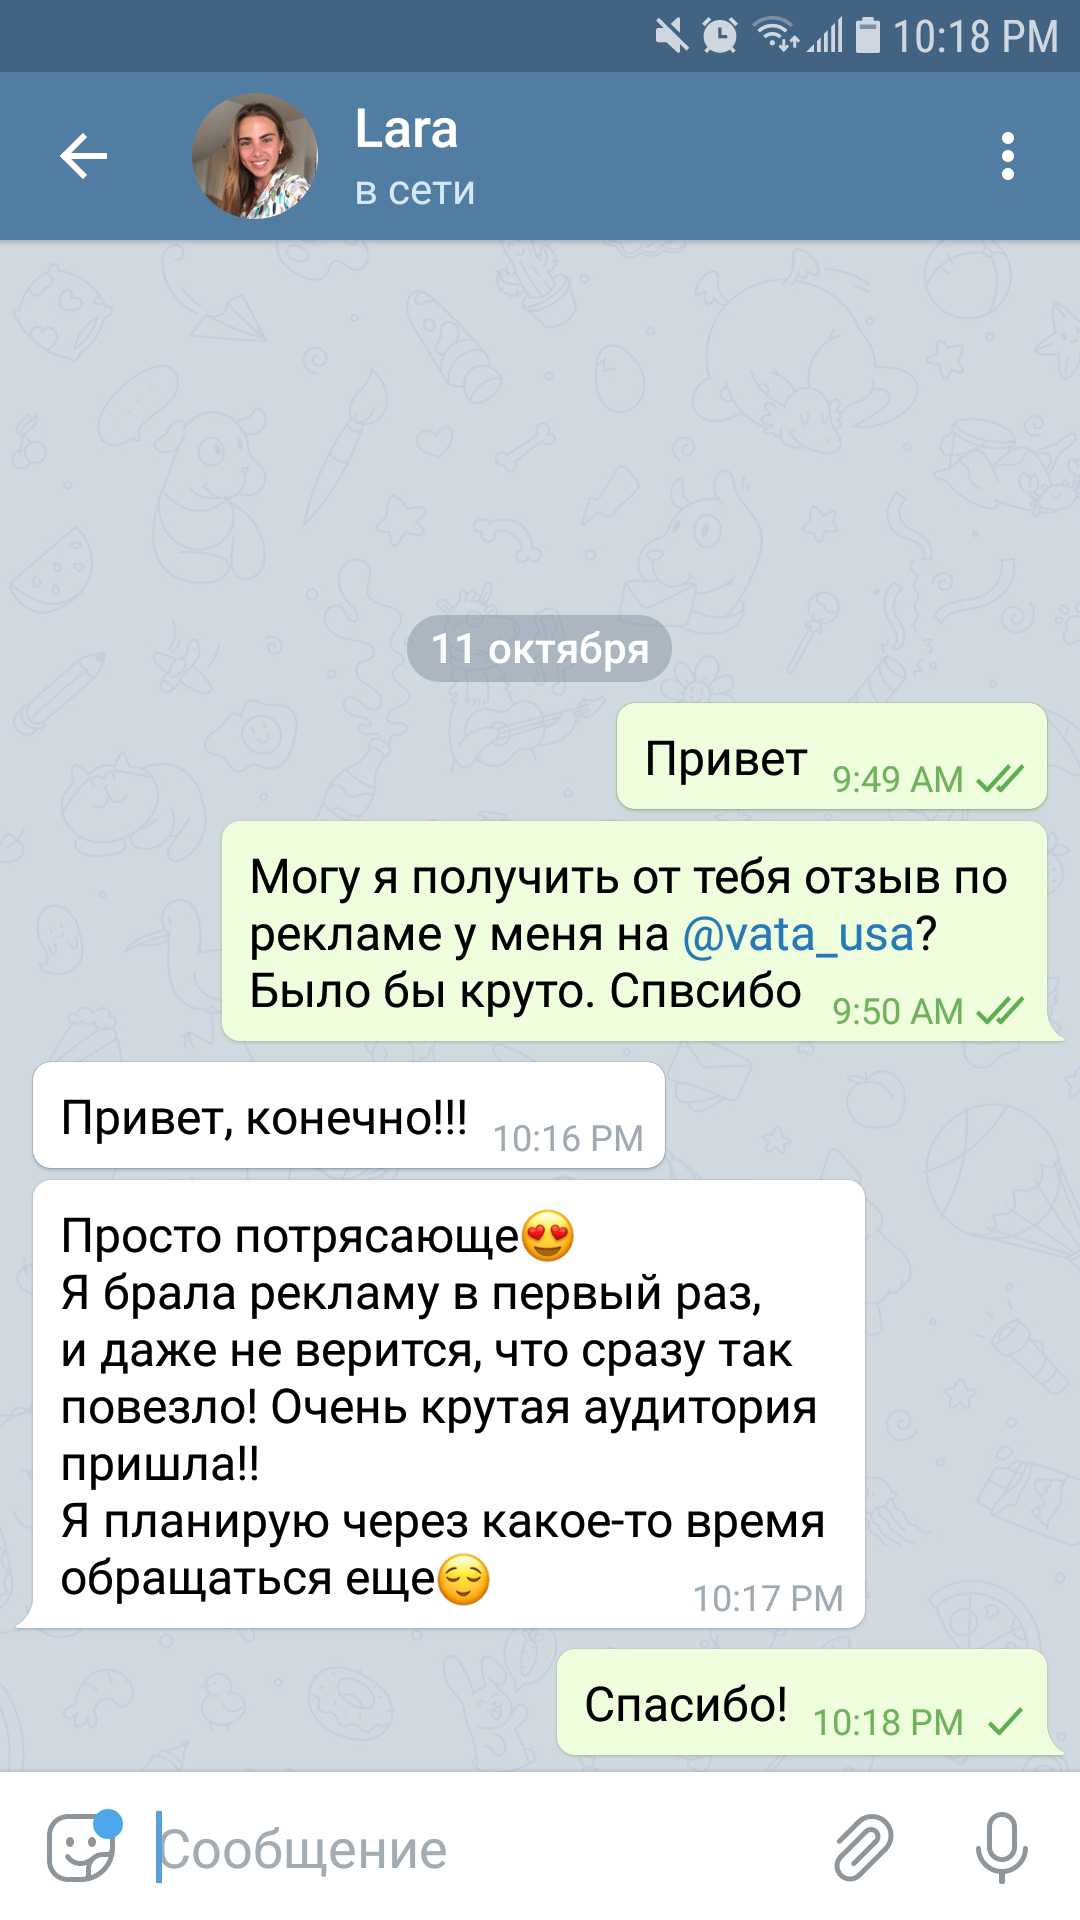 10:18 PM
Lara
в сети
11 октября
Привет 9:49 AM
Могу я получить от тебя отзыв по
рекламе у меня на @vata_usa?
Было бы круто. Спвсибо 9:50 AM
Привет, конечно!!! 10:16 PM
Просто потрясающе😍
Я брала рекламу в первый раз,
и даже не верится, что сразу так
повезло! Очень крутая аудитория
пришла!!
Я планирую через какое-то время
обращаться еще😌 10:17 PM
Спасибо! 10:18 PM
Сообщение